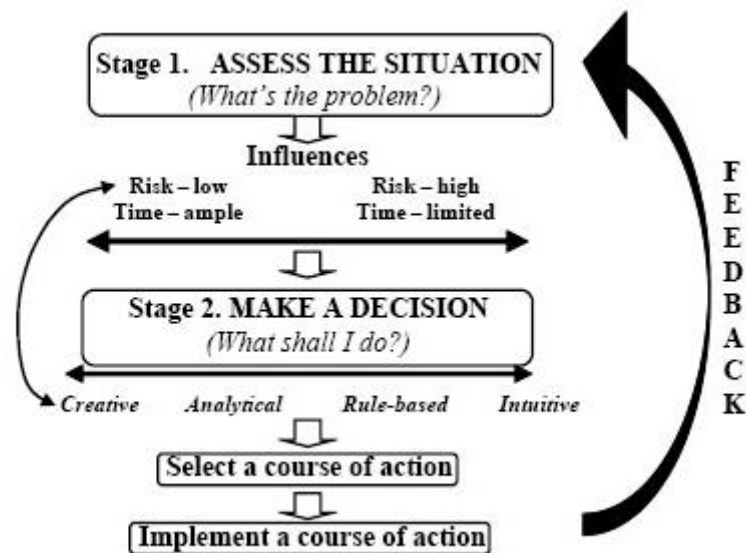 Stage 1. ASSESS THE SITUATION
(What's the problem?)
Influences
Risk – low Risk – high
Time – ample Time – limited
Stage 2. MAKE A DECISION
(What shall I do?)
Creative Analytical Rule-based Intuitive
Select a course of action
Implement a course of action
FEEDBACK